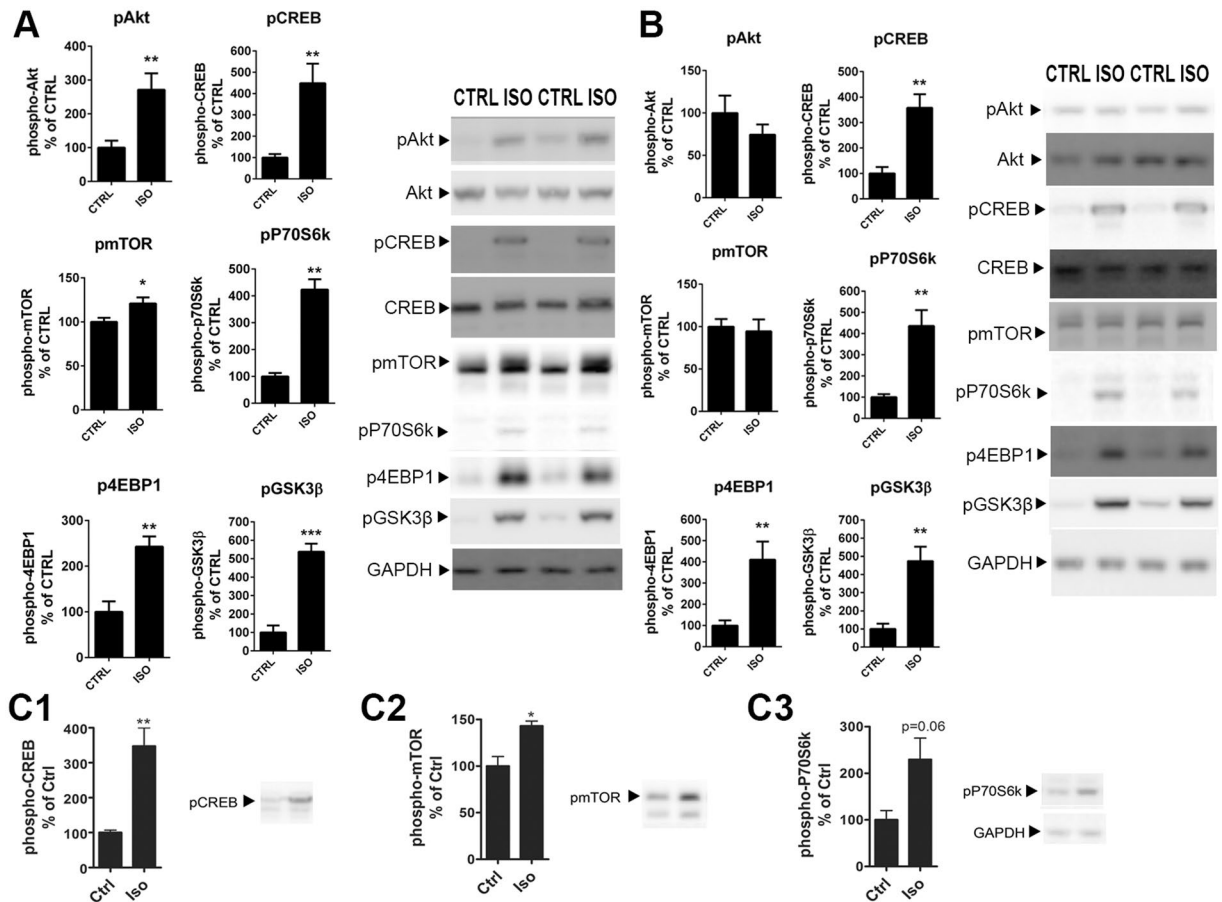 A
pAkt
phospho-Akt
% of CTRL
400
300
200
100
0
CTRL
ISO
**
pCREB
phospho-CREB
% of CTRL
600
500
400
300
200
100
0
CTRL
ISO
**
pmTOR
phospho-mTOR
% of CTRL
150
100
50
0
CTRL
ISO
*
pP70S6k
phospho-p70S6k
% of CTRL
500
400
300
200
100
0
CTRL
ISO
**
p4EBP1
phospho-4EBP1
% of CTRL
300
200
100
0
CTRL
ISO
**
pGSK3β
phospho-GSK3β
% of CTRL
700
600
500
400
300
200
100
0
CTRL
ISO
***
CTRL ISO CTRL ISO
pAkt
Akt
pCREB
CREB
pmTOR
pP70S6k
p4EBP1
pGSK3β
GAPDH
B
pAkt
phospho-Akt
% of CTRL
150
100
50
0
CTRL
ISO
pCREB
phospho-CREB
% of CTRL
500
400
300
200
100
0
CTRL
ISO
**
pmTOR
phospho-mTOR
% of CTRL
150
100
50
0
CTRL
ISO
pP70S6k
phospho-p70S6k
% of CTRL
600
500
400
300
200
100
0
CTRL
ISO
**
p4EBP1
phospho-4EBP1
% of CTRL
600
500
400
300
200
100
0
CTRL
ISO
**
pGSK3β
phospho-GSK3β
% of CTRL
700
600
500
400
300
200
100
0
CTRL
ISO
**
CTRL ISO CTRL ISO
pAkt
Akt
pCREB
CREB
pmTOR
pP70S6k
p4EBP1
pGSK3β
GAPDH
C1
phospho-CREB
% of Ctrl
400
300
200
100
0
Ctrl
Iso
**
pCREB
C2
phospho-mTOR
% of Ctrl
150
100
50
0
Ctrl
Iso
*
pmTOR
C3
phospho-P70S6k
% of Ctrl
300
200
100
0
Ctrl
Iso
p=0.06
pP70S6k
GAPDH